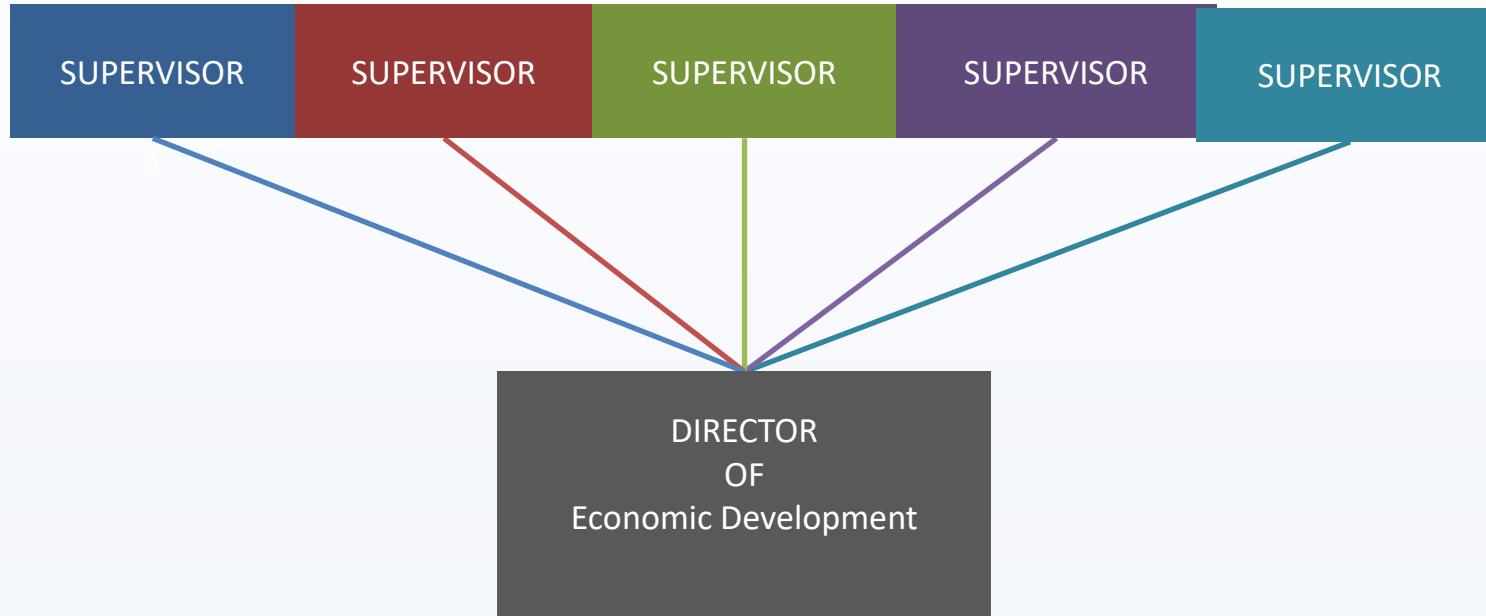 SUPERVISOR
SUPERVISOR
SUPERVISOR
SUPERVISOR
SUPERVISOR
s
DIRECTOR
OF
Economic Development